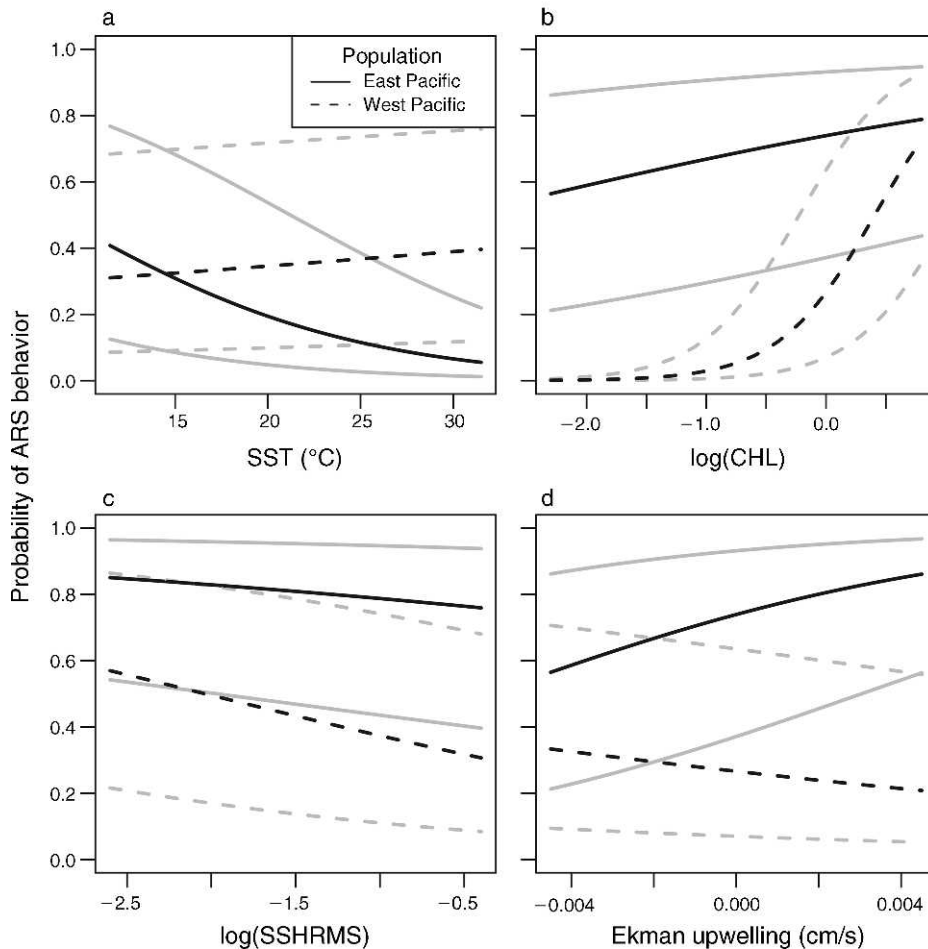 a
b
1.0
0.8
0.6
0.4
0.2
0.0
Population
East Pacific
West Pacific
15
20
25
30
SST (°C)
−2.0
−1.0
0.0
log(CHL)
Probability of ARS behavior
c
d
1.0
0.8
0.6
0.4
0.2
0.0
−2.5
−1.5
−0.5
log(SSHRMS)
−0.004
0.000
0.004
Ekman upwelling (cm/s)